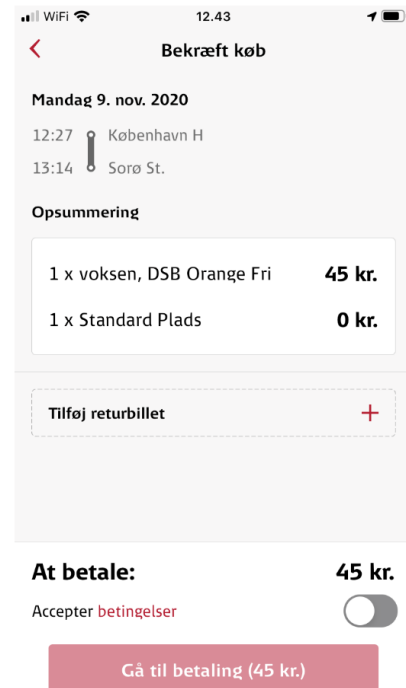 WiFi 12.43
Bekræft køb
Mandag 9. nov. 2020
12:27 København H
13:14 Sorø St.
Opsummering
1 x voksen, DSB Orange Fri 45 kr.
1 x Standard Plads 0 kr.
Tilføj returbillet +
At betale: 45 kr.
Accepter betingelser
Gå til betaling (45 kr.)